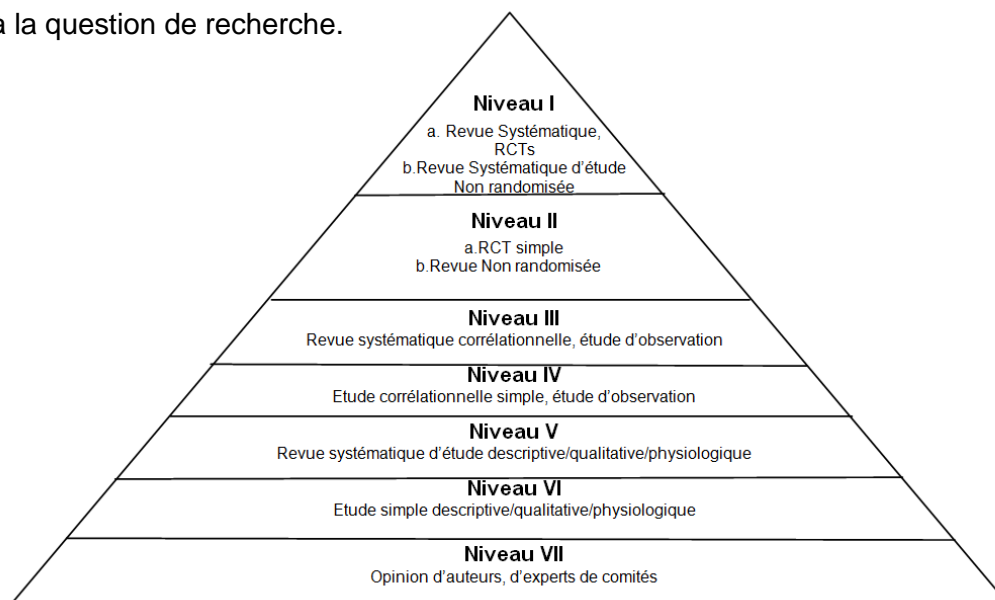 à la question de recherche.
Niveau I
a. Revue Systématique,
RCTs
b.Revue Systématique d'étude
Non randomisée
Niveau II
a.RCT simple
b.Revue Non randomisée
Niveau III
Revue systématique corrélationnelle, étude d'observation
Niveau IV
Etude corrélationnelle simple, étude d'observation
Niveau V
Revue systématique d'étude descriptive/qualitative/physiologique
Niveau VI
Etude simple descriptive/qualitative/physiologique
Niveau VII
Opinion d'auteurs, d'experts de comités